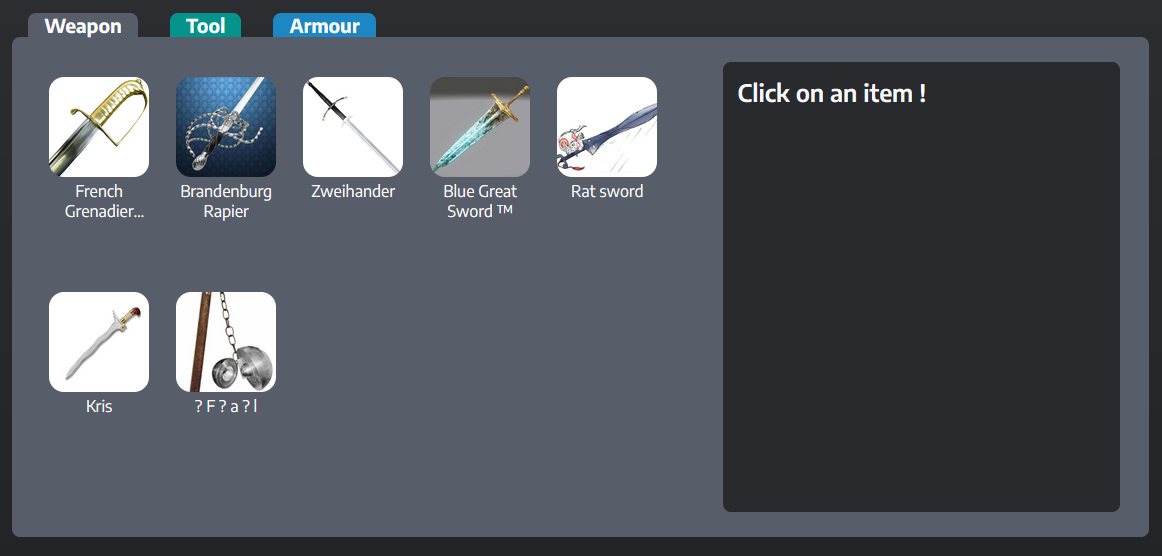 Weapon
Tool
Armour
Click on an item !
French
Grenadier...
Brandenburg
Rapier
Zweihander
Blue Great
Sword ™
Rat sword
Kris
? F ? a ? l